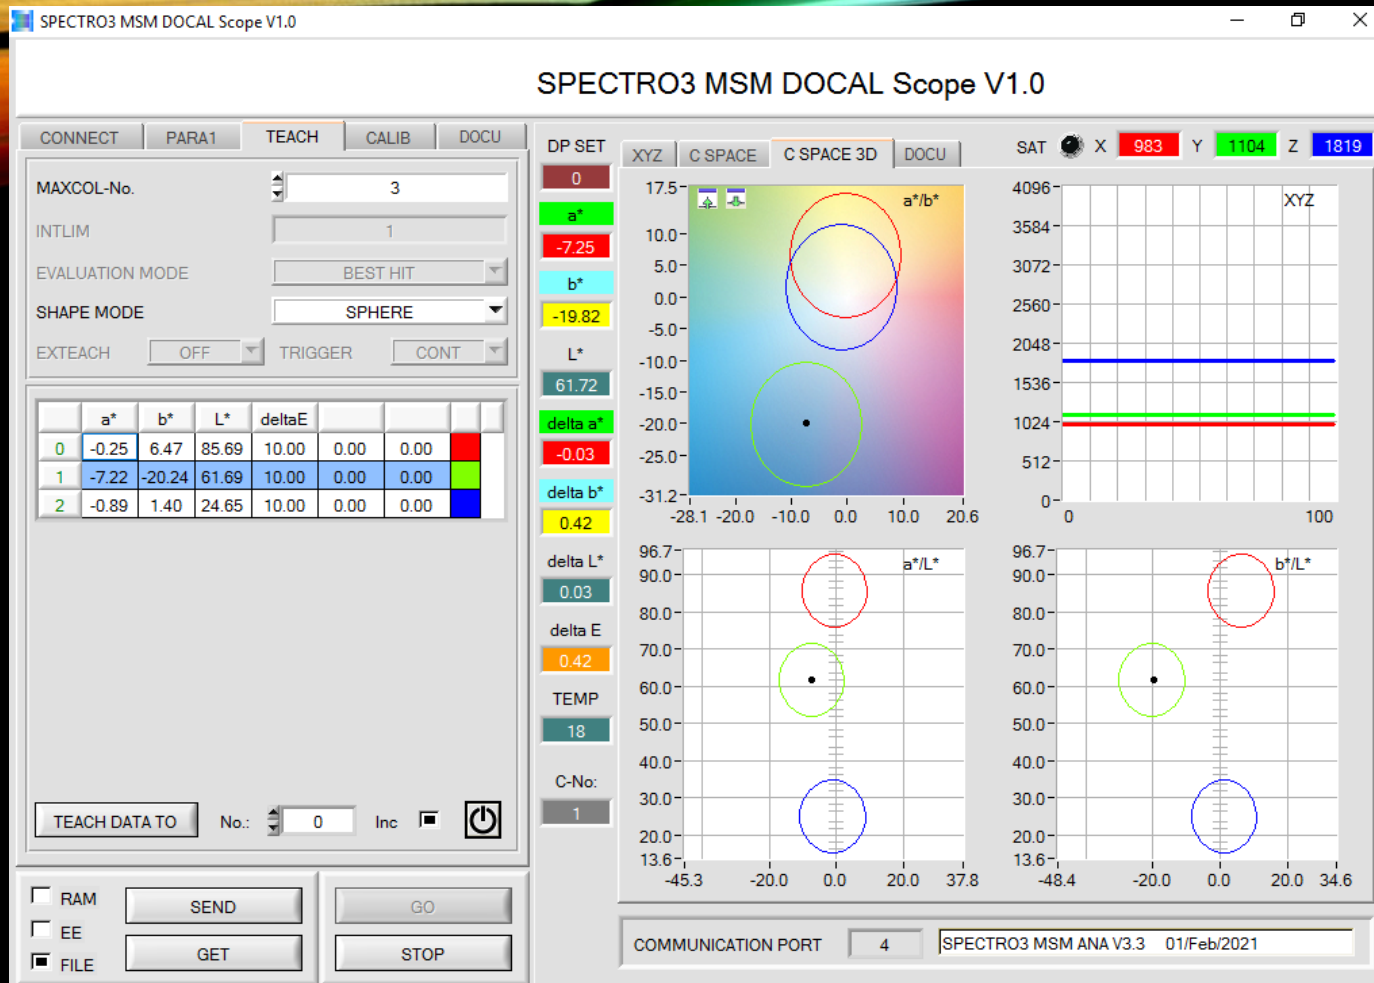 SPECTRO3 MSM DOCAL Scope V1.0
SPECTRO3 MSM DOCAL Scope V1.0
CONNECT PARA1 TEACH CALIB DOCU
MAXCOL-No. 3
INTLIM 1
EVALUATION MODE BEST HIT
SHAPE MODE SPHERE
EXTEACH OFF TRIGGER CONT
a* b* L* deltaE
0 -0.25 6.47 85.69 10.00 0.00 0.00
1 -7.22 -20.24 61.69 10.00 0.00 0.00
2 -0.89 1.40 24.65 10.00 0.00 0.00
TEACH DATA TO No.: 0 Inc
RAM
EE
FILE
SEND
GET
GO
STOP
DP SET
0
a*
-7.25
b*
-19.82
L*
61.72
delta a*
-0.03
delta b*
0.42
delta L*
0.03
delta E
0.42
TEMP
18
C-No:
1
XYZ C SPACE C SPACE 3D DOCU
SAT X 983 Y 1104 Z 1819
a*/b*
17.5
10.0
5.0
0.0
-5.0
-10.0
-15.0
-20.0
-25.0
-31.2
-28.1 -20.0 -10.0 0.0 10.0 20.6
XYZ
4096
3584
3072
2560
2048
1536
1024
512
0
0 100
a*/L*
96.7
90.0
80.0
70.0
60.0
50.0
40.0
30.0
20.0
13.6
-45.3 -20.0 0.0 20.0 37.8
b*/L*
96.7
90.0
80.0
70.0
60.0
50.0
40.0
30.0
20.0
13.6
-48.4 -20.0 0.0 20.0 34.6
COMMUNICATION PORT 4 SPECTRO3 MSM ANA V3.3 01/Feb/2021